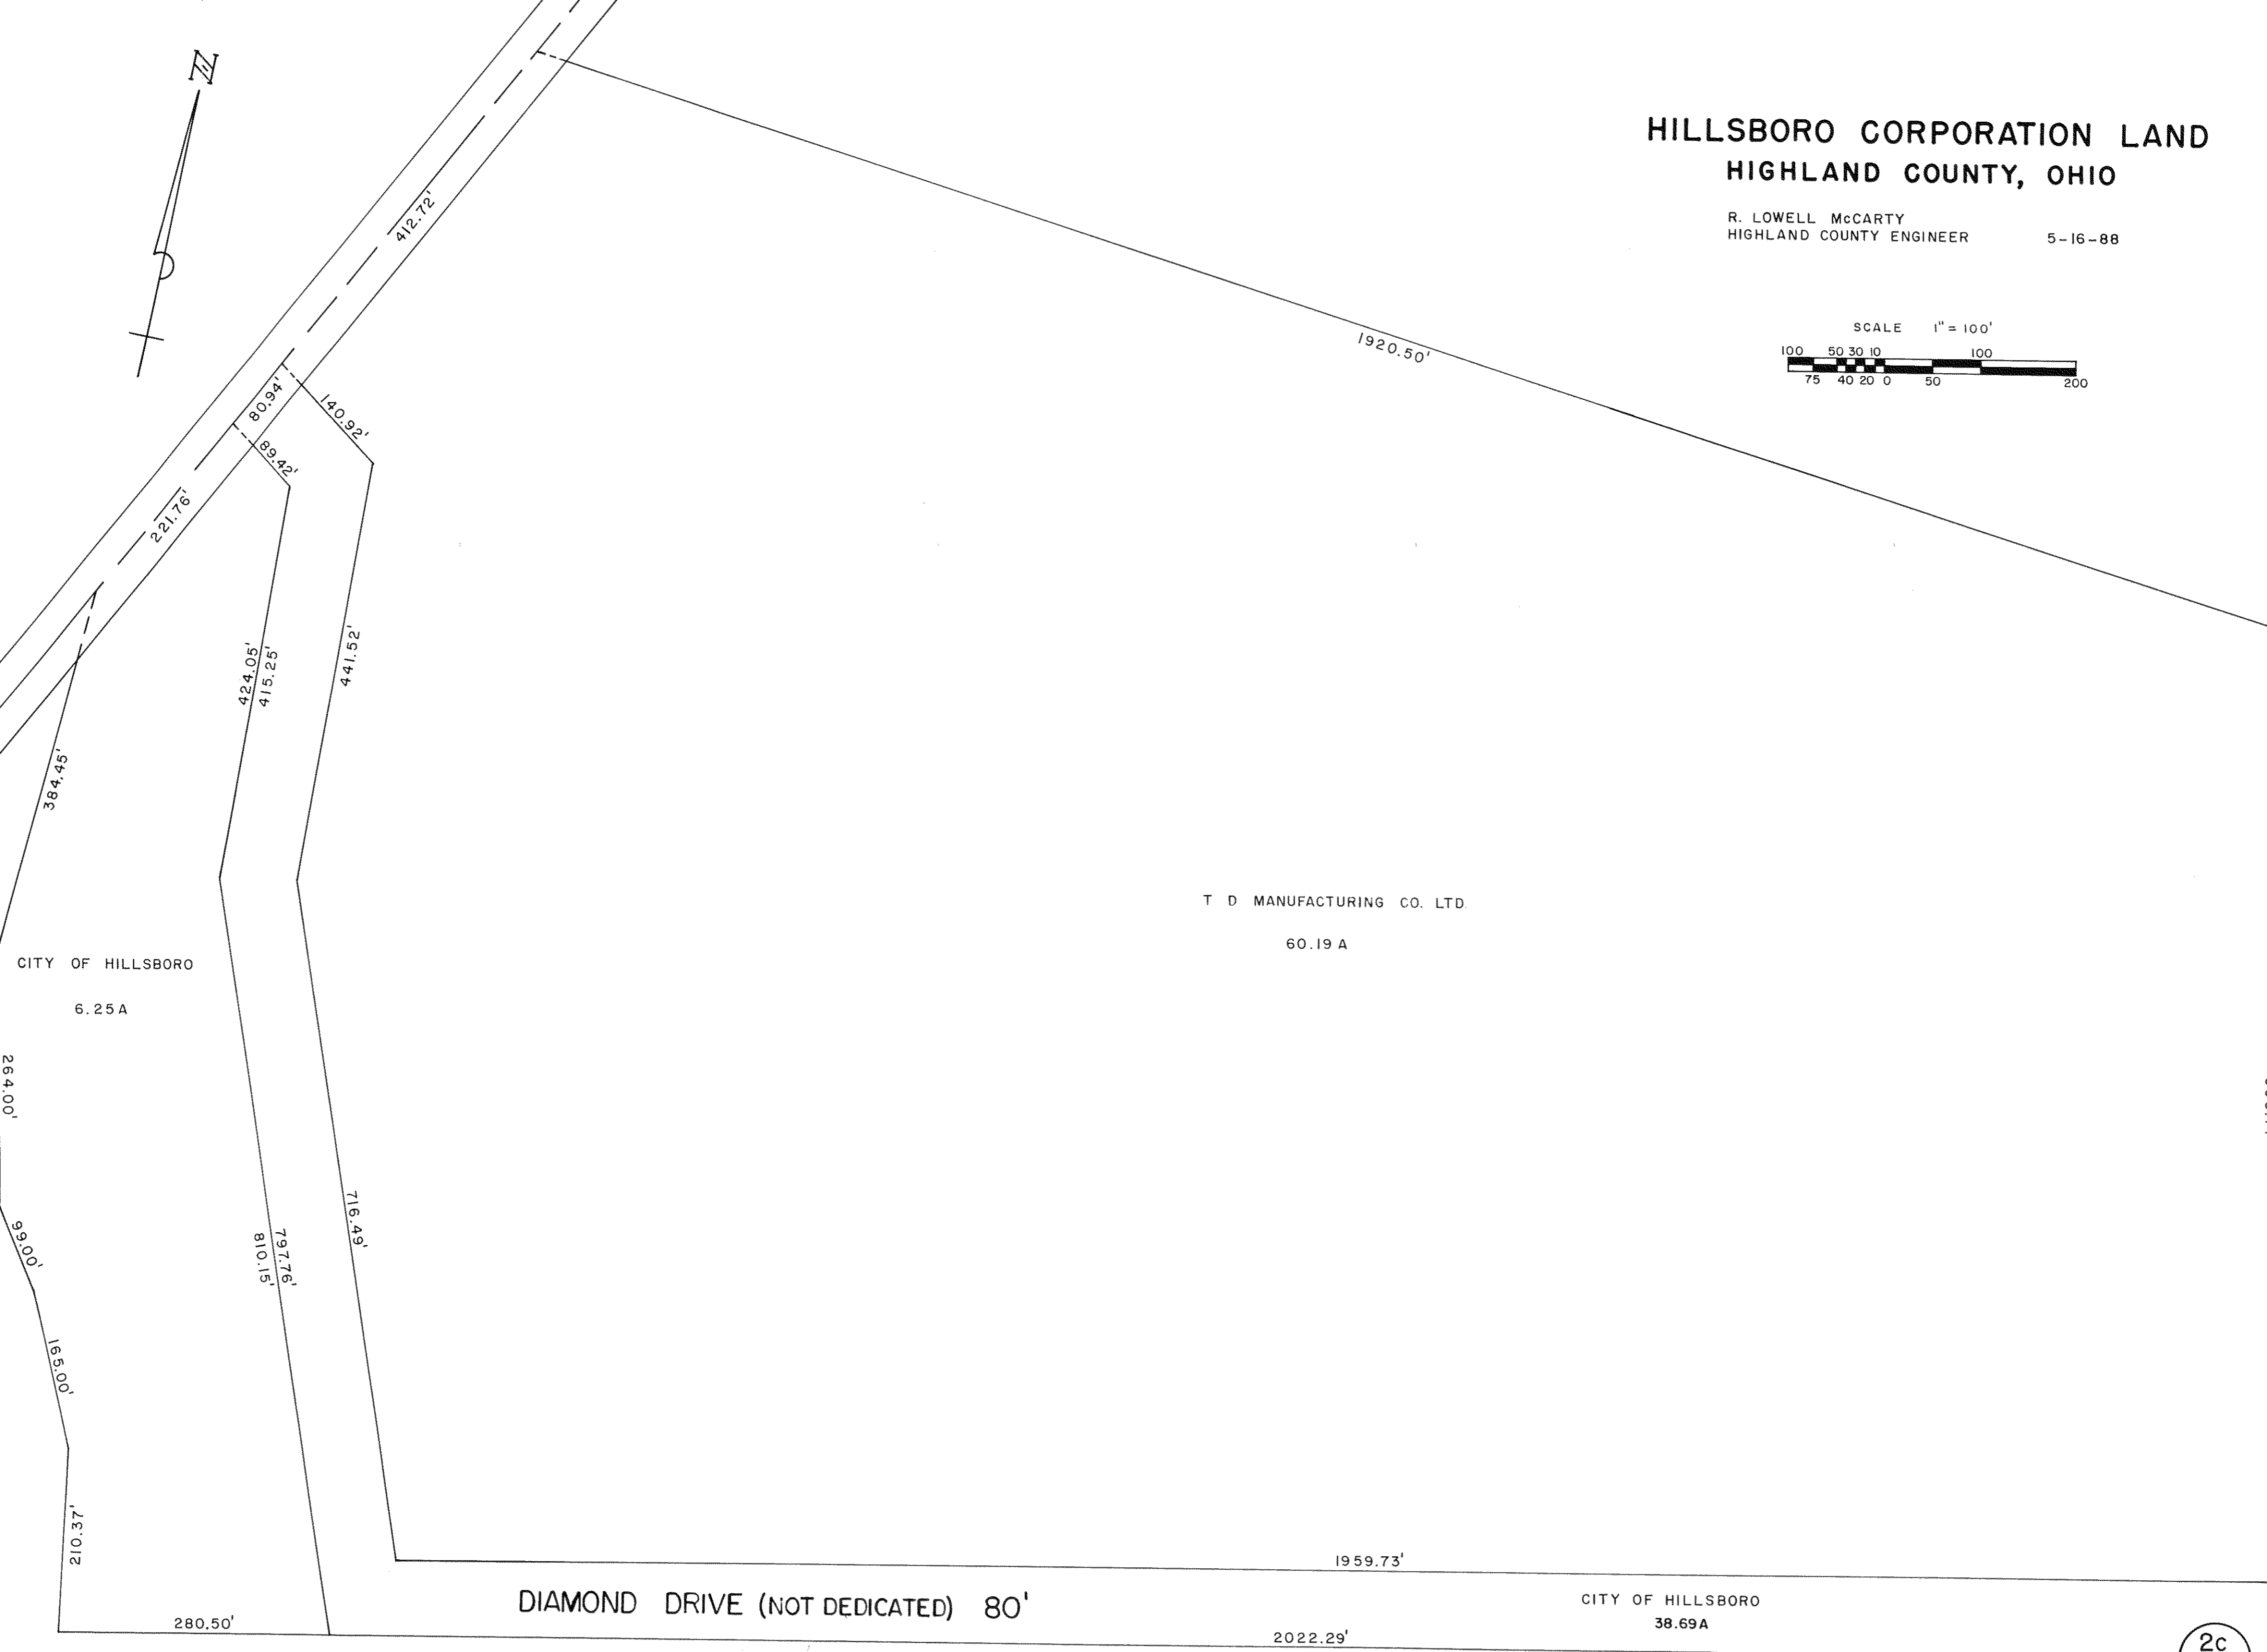 N
HILLSBORO CORPORATION LAND
HIGHLAND COUNTY, OHIO
R. LOWELL McCARTY
HIGHLAND COUNTY ENGINEER 5-16-88
SCALE 1" = 100'
100 50 30 10 100
75 40 20 0 50 200
412.72'
1920.50'
80.94'
140.92'
89.42'
221.76'
424.05'
415.25'
441.52'
384.45'
T D MANUFACTURING CO. LTD.
60.19 A
CITY OF HILLSBORO
6.25 A
264.00'
99.00'
165.00'
210.37'
716.49'
797.76'
810.15'
1959.73'
DIAMOND DRIVE (NOT DEDICATED) 80'
CITY OF HILLSBORO
38.69 A
280.50'
2022.29'
2c